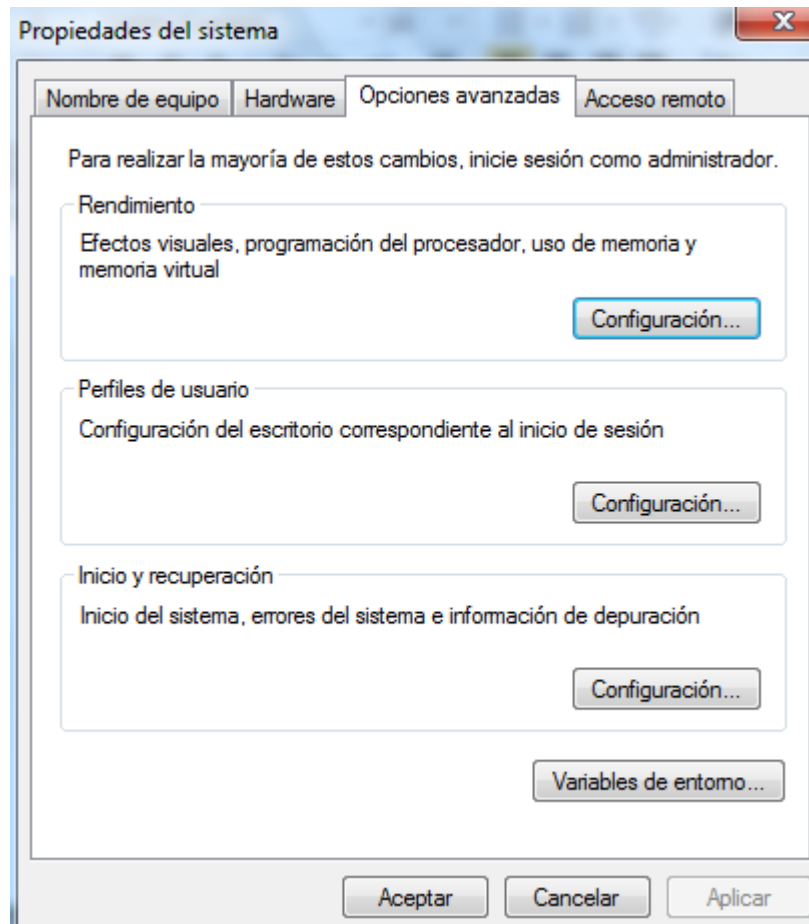 Propiedades del sistema
Nombre de equipo Hardware Opciones avanzadas Acceso remoto
Para realizar la mayoría de estos cambios, inicie sesión como administrador.
Rendimiento
Efectos visuales, programación del procesador, uso de memoria y
memoria virtual
Configuración...
Perfiles de usuario
Configuración del escritorio correspondiente al inicio de sesión
Configuración...
Inicio y recuperación
Inicio del sistema, errores del sistema e información de depuración
Configuración...
Variables de entorno...
Aceptar Cancelar Aplicar